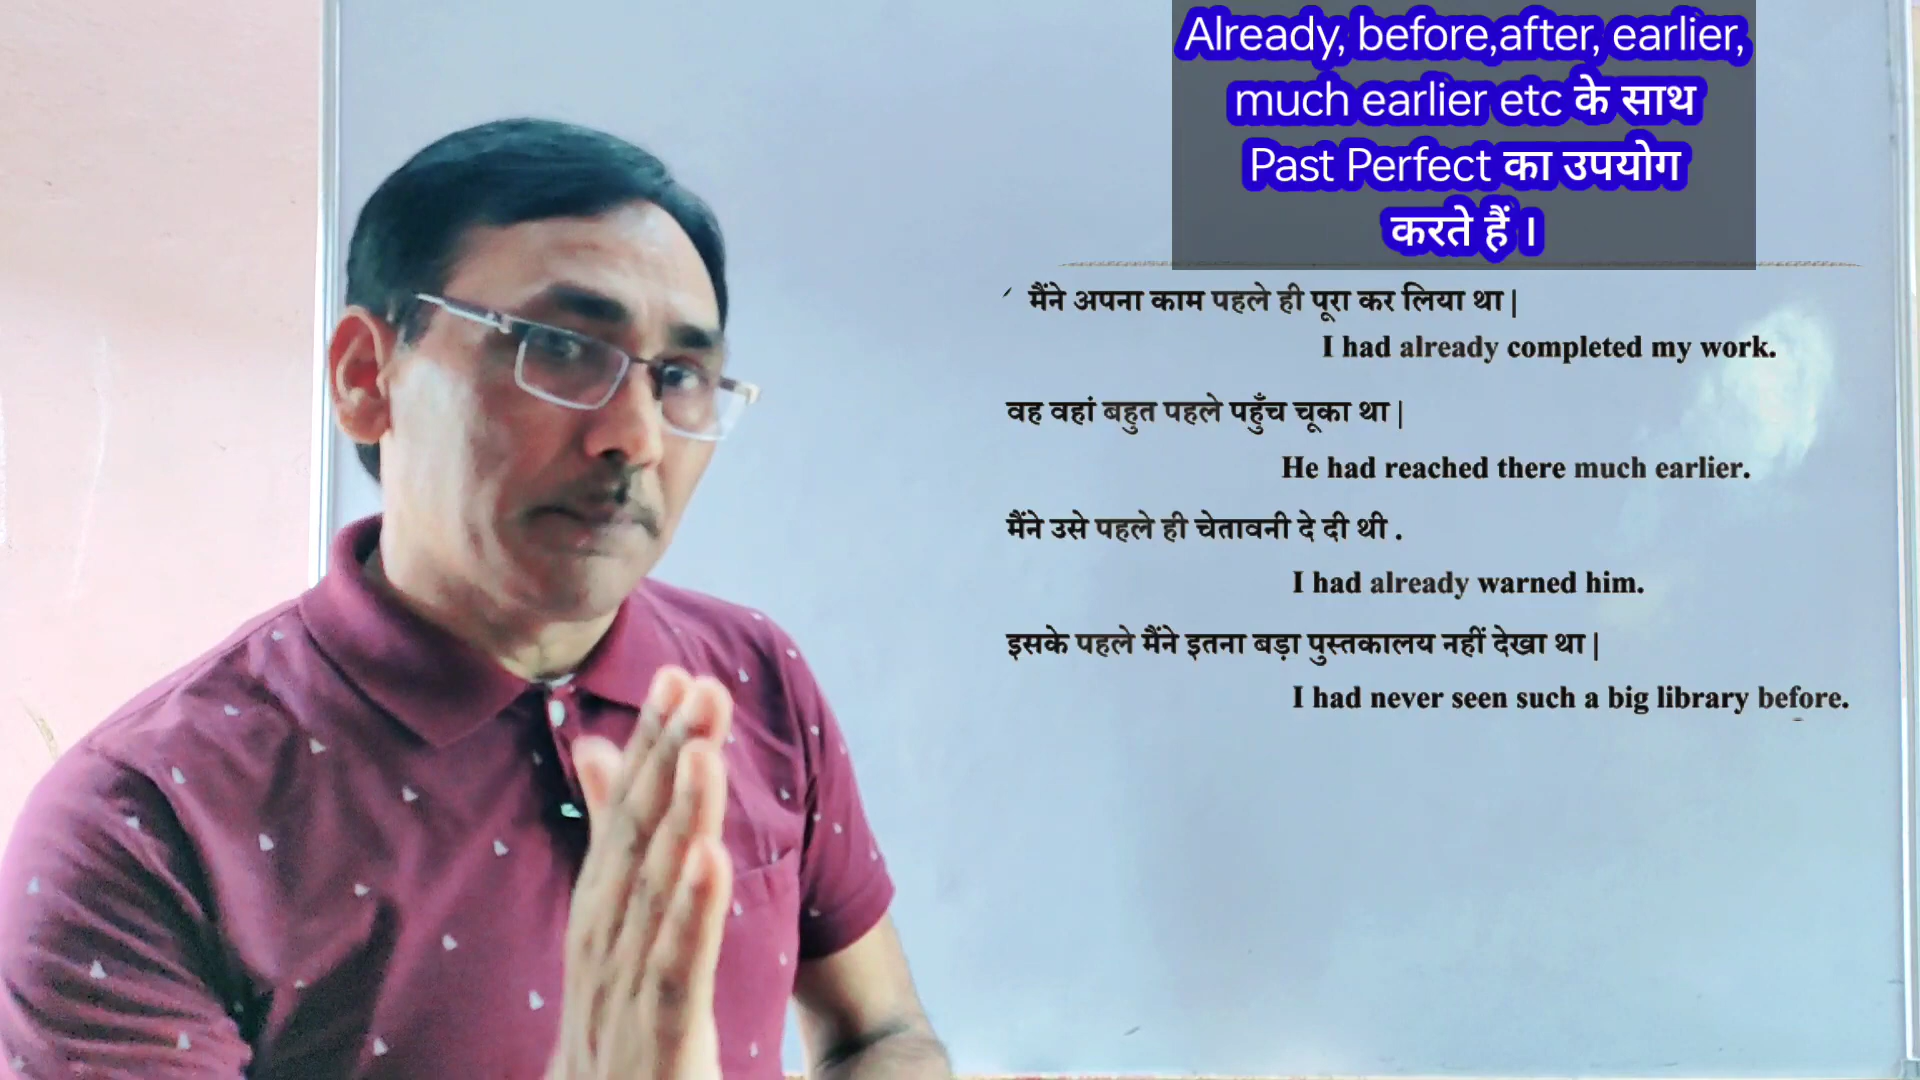 Already, before,after, earlier,
much earlier etc के साथ
Past Perfect का उपयोग
करते हैं ।
मैंने अपना काम पहले ही पूरा कर लिया था |
I had already completed my work.
वह वहां बहुत पहले पहुँच चूका था |
He had reached there much earlier.
मैंने उसे पहले ही चेतावनी दे दी थी .
I had already warned him.
इसके पहले मैंने इतना बड़ा पुस्तकालय नहीं देखा था |
I had never seen such a big library before.